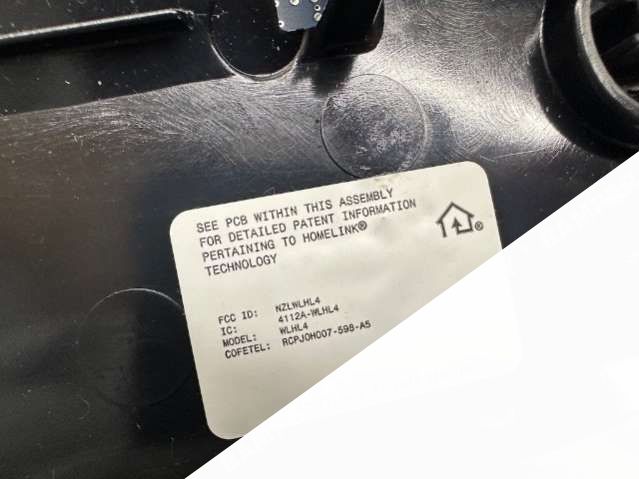 SEE PCB WITHIN THIS ASSEMBLY
FOR DETAILED PATENT INFORMATION
PERTAINING TO HOMELINK®
TECHNOLOGY
®
FCC ID: NZLWLHL4
IC: 4112A-WLHL4
MODEL: WLHL4
COFETEL: RCPJOHO07-598-A5